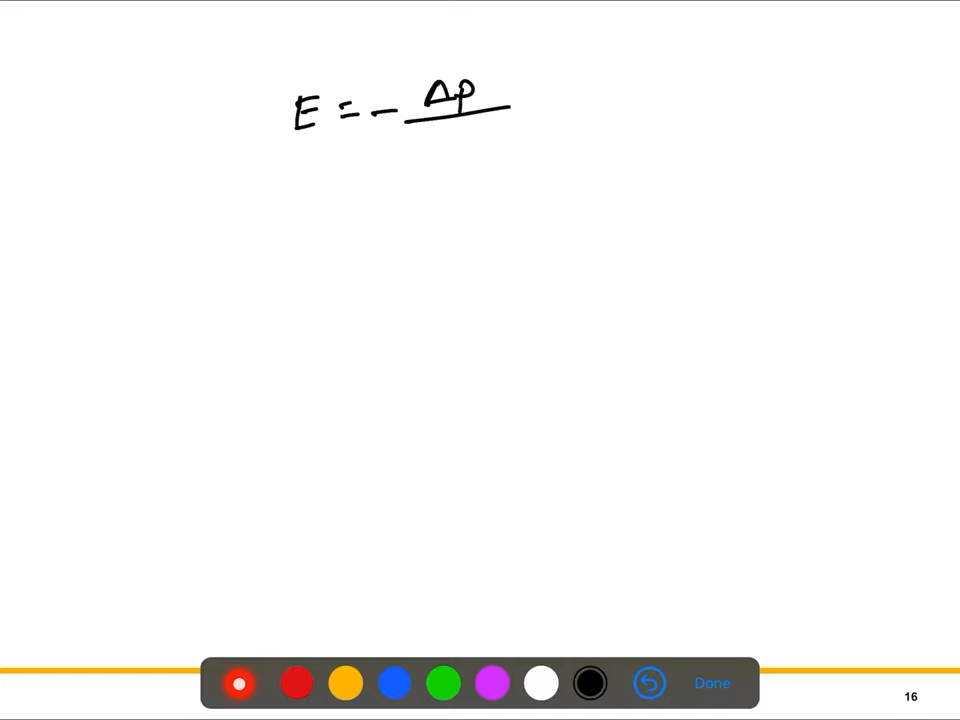 E = - Δp
Done
16